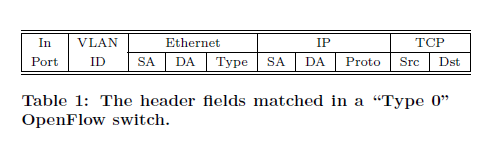 In VLAN Ethernet IP TCP
Port ID SA DA Type SA DA Proto Src Dst
Table 1: The header fields matched in a “Type 0”
OpenFlow switch.